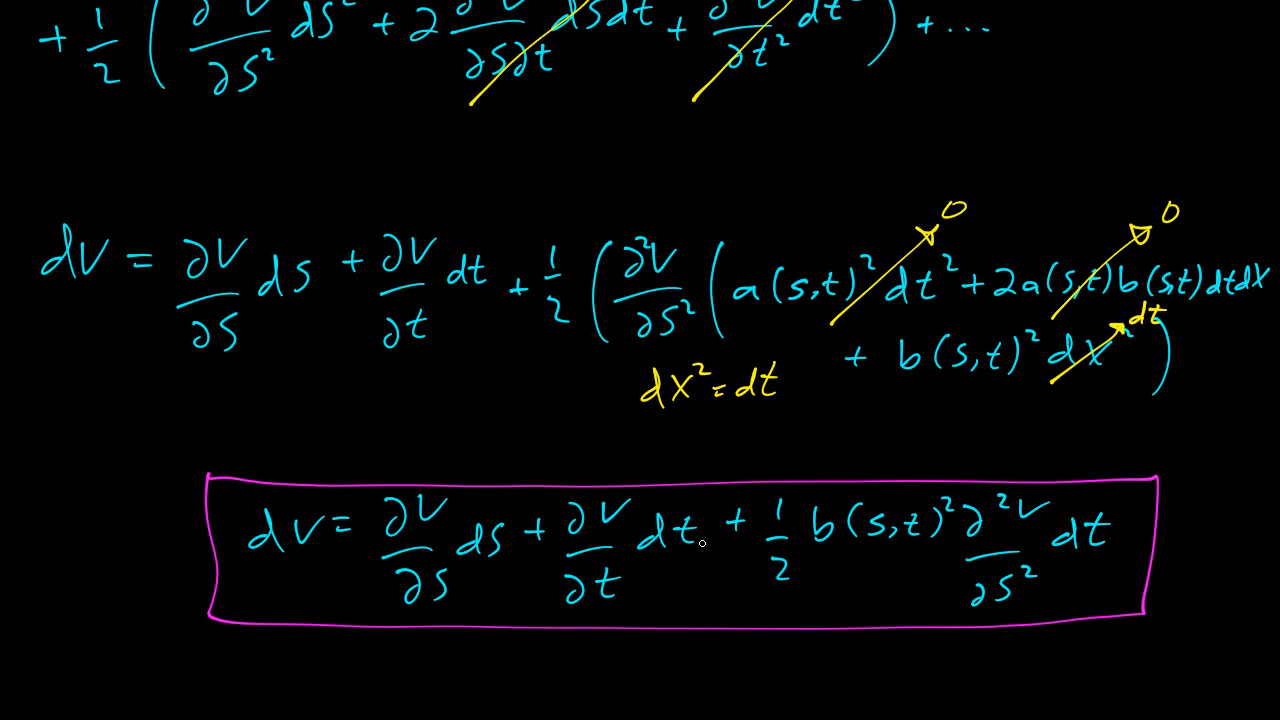 + 1/2 ( ∂²V/∂S² dS² + 2 ∂²V/∂S∂t dsdt + ∂²V/∂t² dt² ) + ...
0 0
dV = ∂V/∂S ds + ∂V/∂t dt + 1/2 ( ∂²V/∂S² ( a(s,t)² dt² + 2a(s,t)b(s,t)dtdX
dt
+ b(s,t)² dX² )
dX² = dt
dV = ∂V/∂S ds + ∂V/∂t dt + 1/2 b(s,t)² ∂²V/∂S² dt